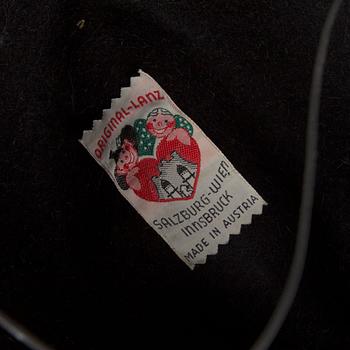 ORIGINAL-LANZ
SALZBURG-WIEN
INNSBRUCK
MADE IN AUSTRIA